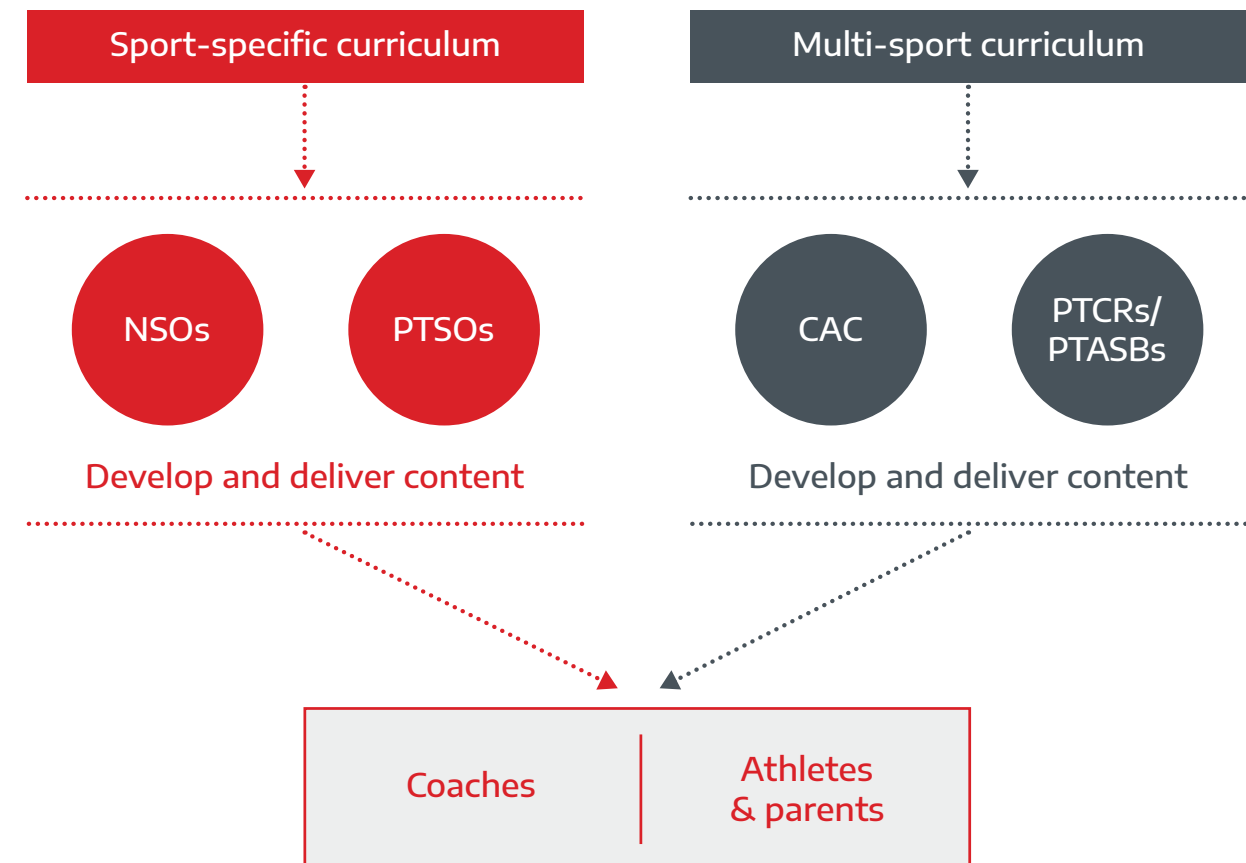 Sport-specific curriculum
Multi-sport curriculum
NSOs
PTSOs
CAC
PTCRs/
PTASBs
Develop and deliver content
Develop and deliver content
Coaches
Athletes
& parents